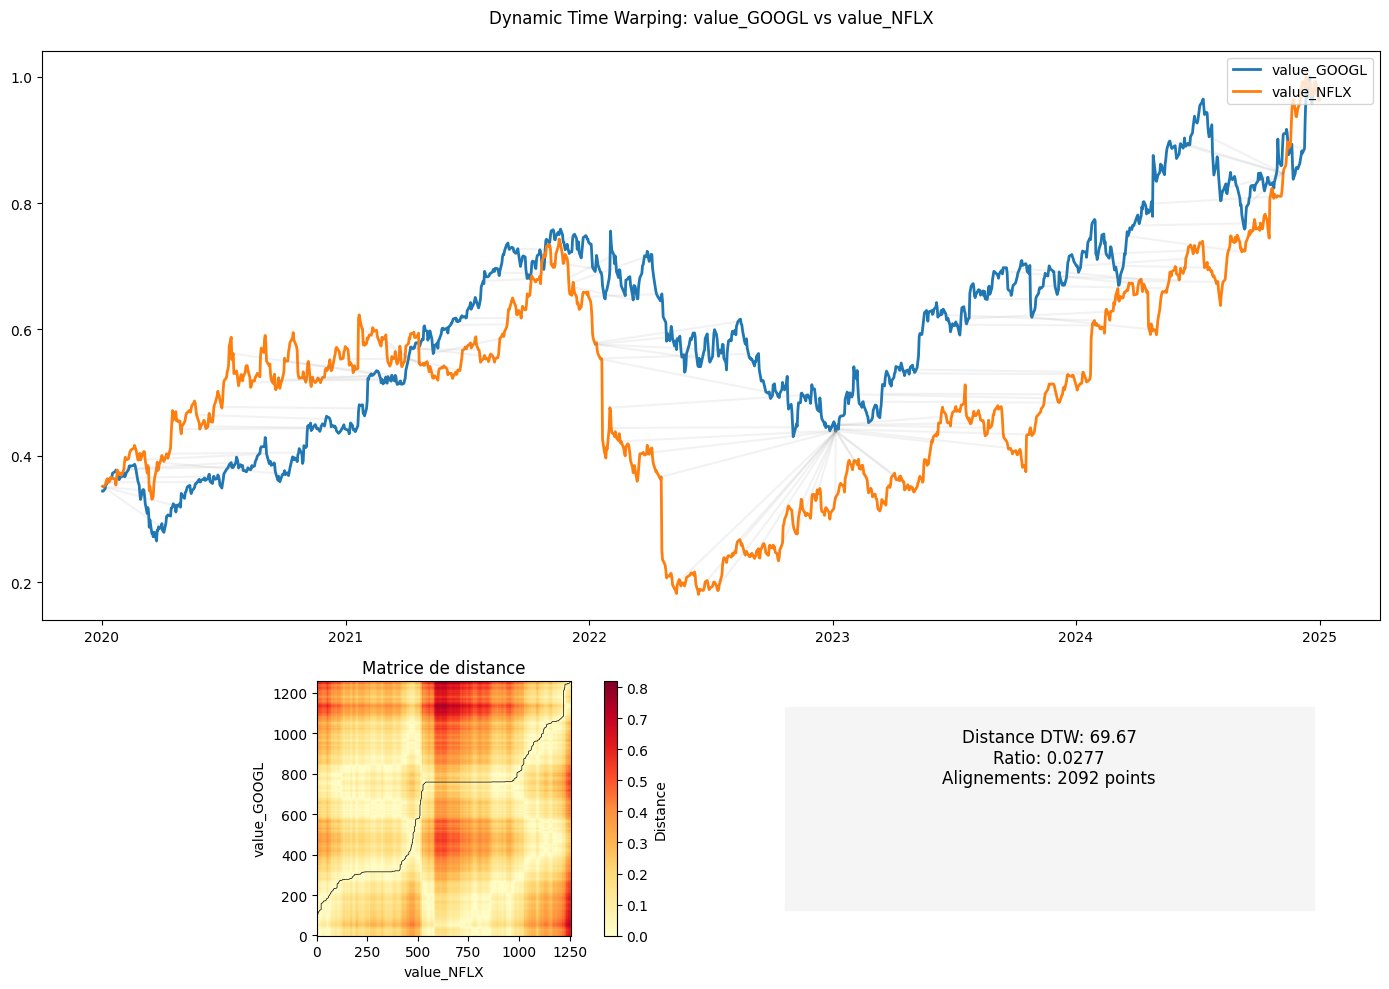 Dynamic Time Warping: value_GOOGL vs value_NFLX
value_GOOGL
value_NFLX
1.0
0.8
0.6
0.4
0.2
2020 2021 2022 2023 2024 2025
Matrice de distance
value_GOOGL
1200
1000
800
600
400
200
0
0 250 500 750 1000 1250
value_NFLX
0.8
0.7
0.6
0.5
0.4
0.3
0.2
0.1
0.0
Distance
Distance DTW: 69.67
Ratio: 0.0277
Alignements: 2092 points